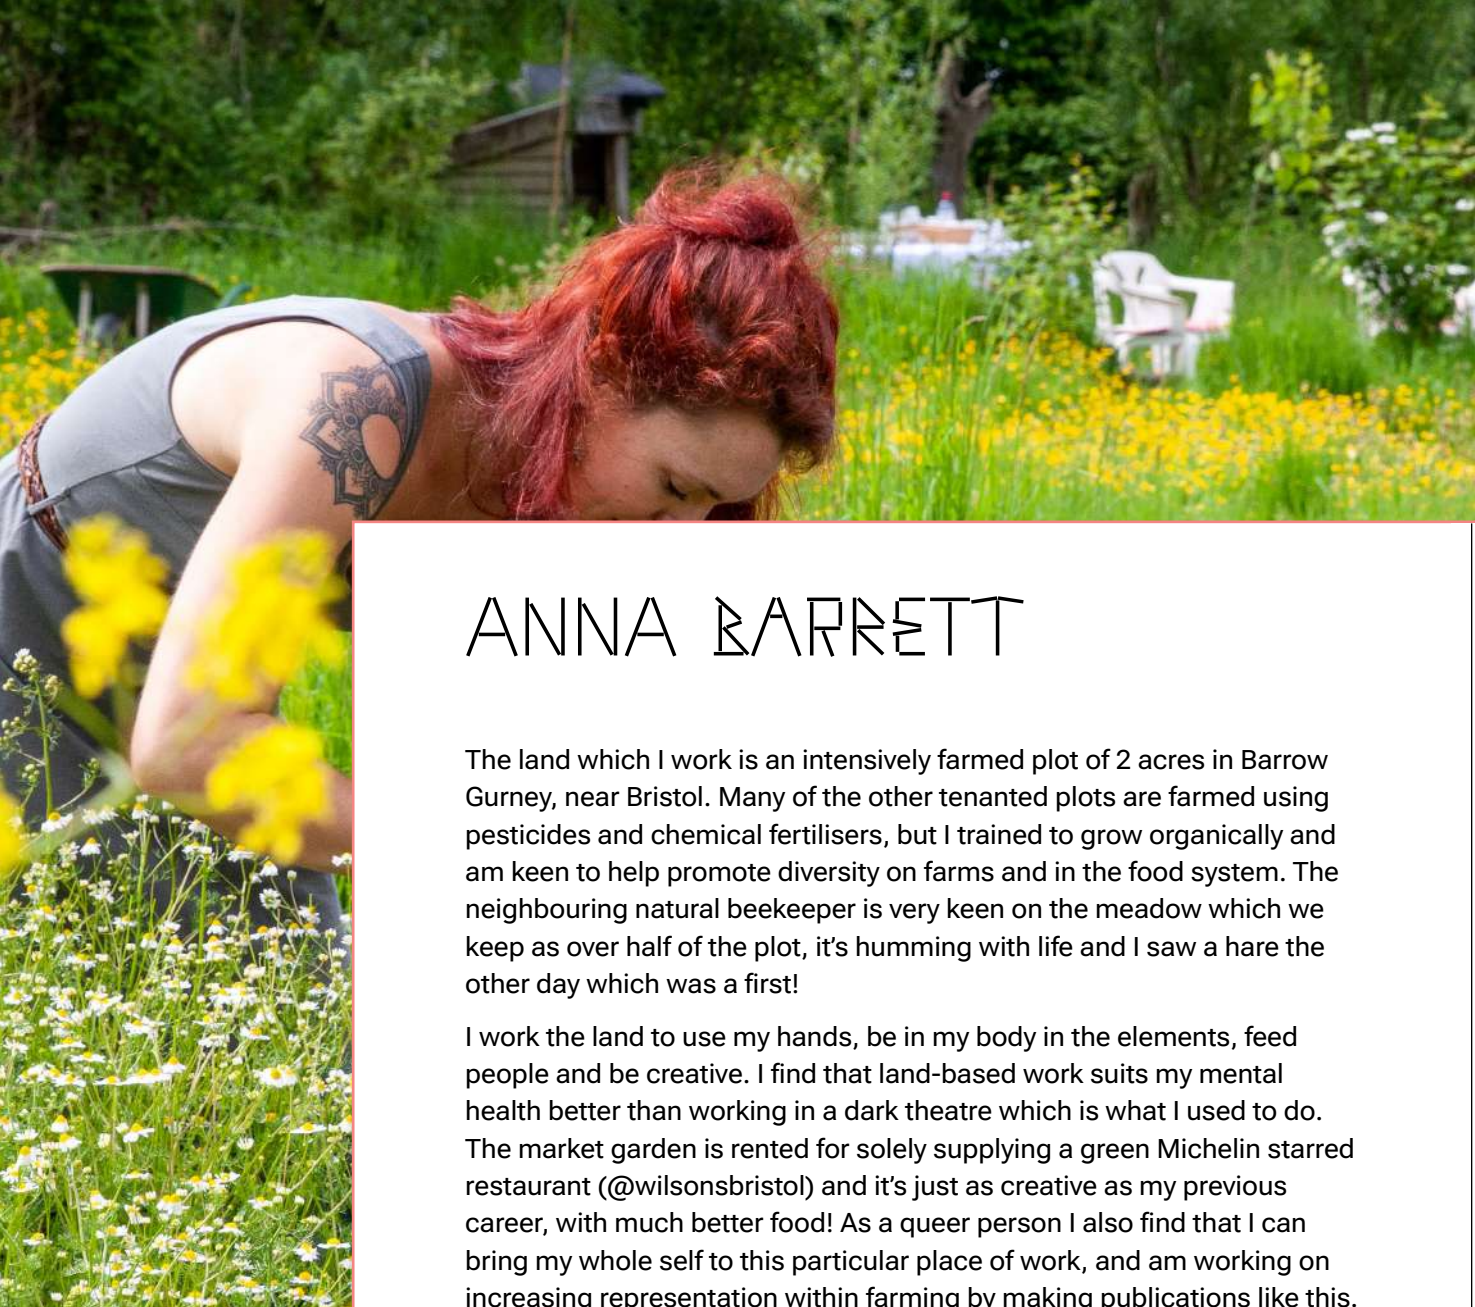 ANNA BARRETT
The land which I work is an intensively farmed plot of 2 acres in Barrow
Gurney, near Bristol. Many of the other tenanted plots are farmed using
pesticides and chemical fertilisers, but I trained to grow organically and
am keen to help promote diversity on farms and in the food system. The
neighbouring natural beekeeper is very keen on the meadow which we
keep as over half of the plot, it’s humming with life and I saw a hare the
other day which was a first!
I work the land to use my hands, be in my body in the elements, feed
people and be creative. I find that land-based work suits my mental
health better than working in a dark theatre which is what I used to do.
The market garden is rented for solely supplying a green Michelin starred
restaurant (@wilsonsbristol) and it’s just as creative as my previous
career, with much better food! As a queer person I also find that I can
bring my whole self to this particular place of work, and am working on
increasing representation within farming by making publications like this.